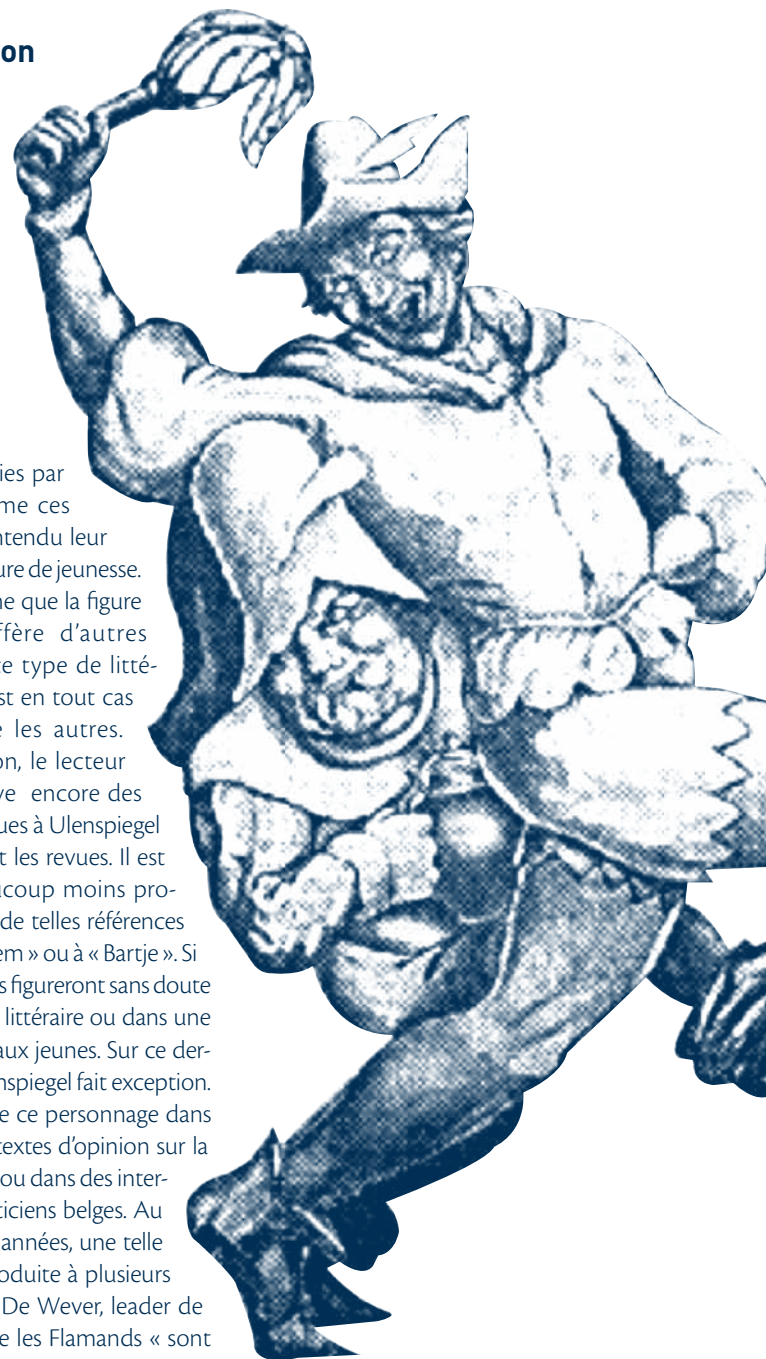 on
ies par
me ces
ntendu leur
ure de jeunesse.
ne que la figure
ffère d’autres
ce type de litté-
st en tout cas
e les autres.
on, le lecteur
ve encore des
ues à Ulenspiegel
t les revues. Il est
ucoup moins pro-
de telles références
em » ou à « Bartje ». Si
s figureront sans doute
littéraire ou dans une
aux jeunes. Sur ce der-
nspiegel fait exception.
e ce personnage dans
textes d’opinion sur la
ou dans des inter-
ticiens belges. Au
années, une telle
oduite à plusieurs
De Wever, leader de
e les Flamands « sont